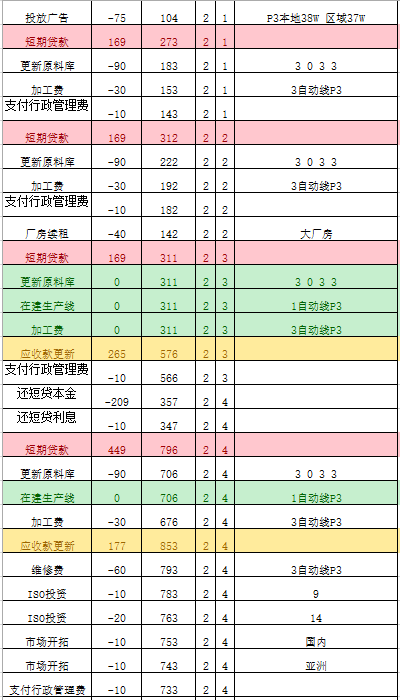 投放广告 -75 104 2 1 P3本地38W 区域37W
短期贷款 169 273 2 1
更新原料库 -90 183 2 1 3 0 3 3
加工费 -30 153 2 1 3自动线P3
支付行政管理费 -10 143 2 1
短期贷款 169 312 2 2
更新原料库 -90 222 2 2 3 0 3 3
加工费 -30 192 2 2 3自动线P3
支付行政管理费 -10 182 2 2
厂房续租 -40 142 2 2 大厂房
短期贷款 169 311 2 3
更新原料库 0 311 2 3 3 0 3 3
在建生产线 0 311 2 3 1自动线P3
加工费 0 311 2 3 3自动线P3
应收款更新 265 576 2 3
支付行政管理费 -10 566 2 3
还短贷本金 -209 357 2 4
还短贷利息 -10 347 2 4
短期贷款 449 796 2 4
更新原料库 -90 706 2 4 3 0 3 3
在建生产线 0 706 2 4 1自动线P3
加工费 -30 676 2 4 3自动线P3
应收款更新 177 853 2 4
维修费 -60 793 2 4 3自动线P3
ISO投资 -10 783 2 4 9
ISO投资 -20 763 2 4 14
市场开拓 -10 753 2 4 国内
市场开拓 -10 743 2 4 亚洲
支付行政管理费 -10 733 2 4